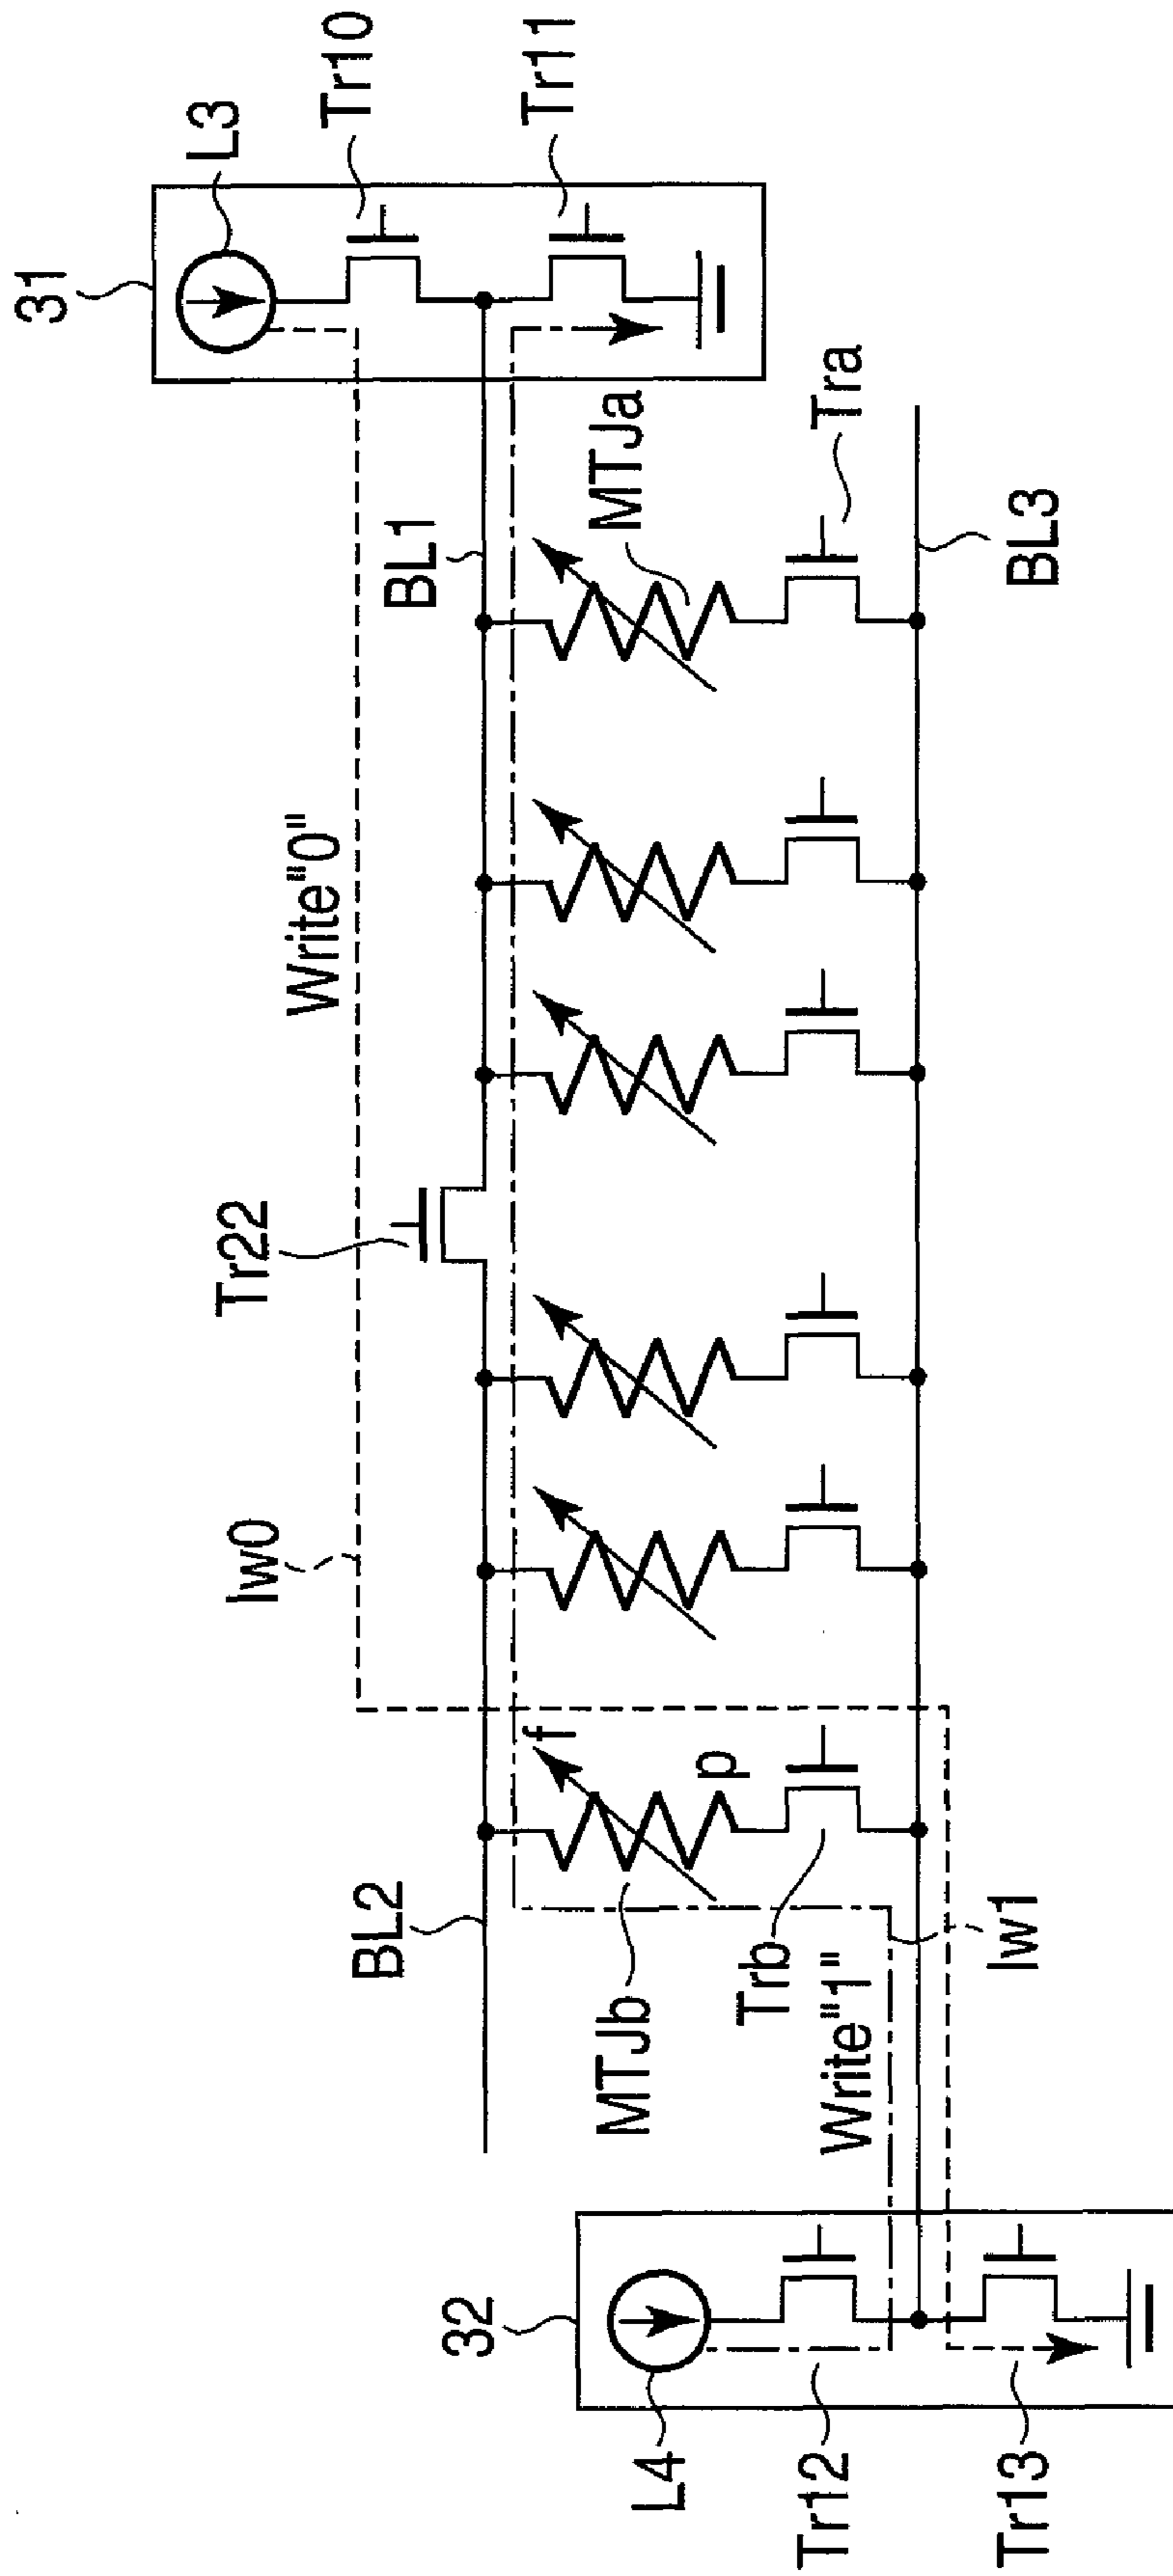 31
L3
Tr10
Tr11
Write"0"
BL1
MTJa
Tra
BL3
Tr22
Iw0
f
p
BL2
MTJb
Trb
Write"1"
Iw1
32
L4
Tr12
Tr13